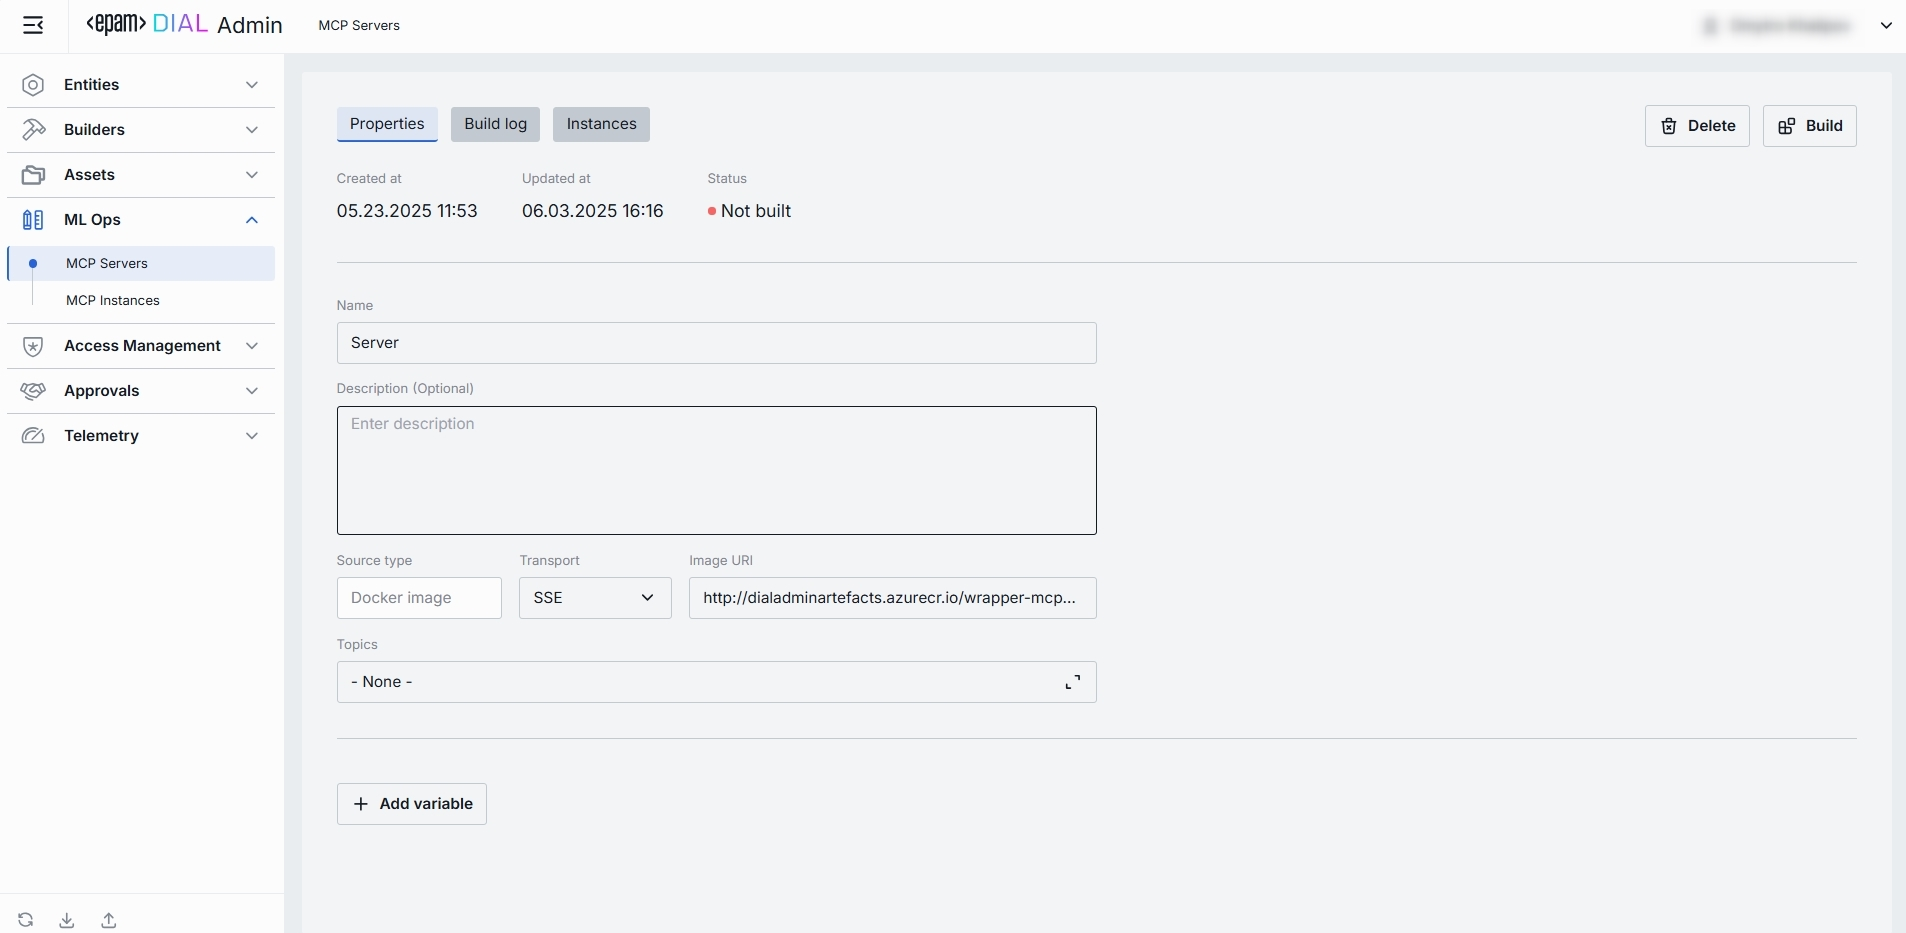 <epam> DIAL Admin
MCP Servers
Entities
Builders
Assets
ML Ops
MCP Servers
MCP Instances
Access Management
Approvals
Telemetry
Properties
Build log
Instances
Delete
Build
Created at
Updated at
Status
05.23.2025 11:53
06.03.2025 16:16
Not built
Name
Server
Description (Optional)
Enter description
Source type
Transport
Image URI
Docker image
SSE
http://dialadminartefacts.azurecr.io/wrapper-mcp...
Topics
- None -
Add variable